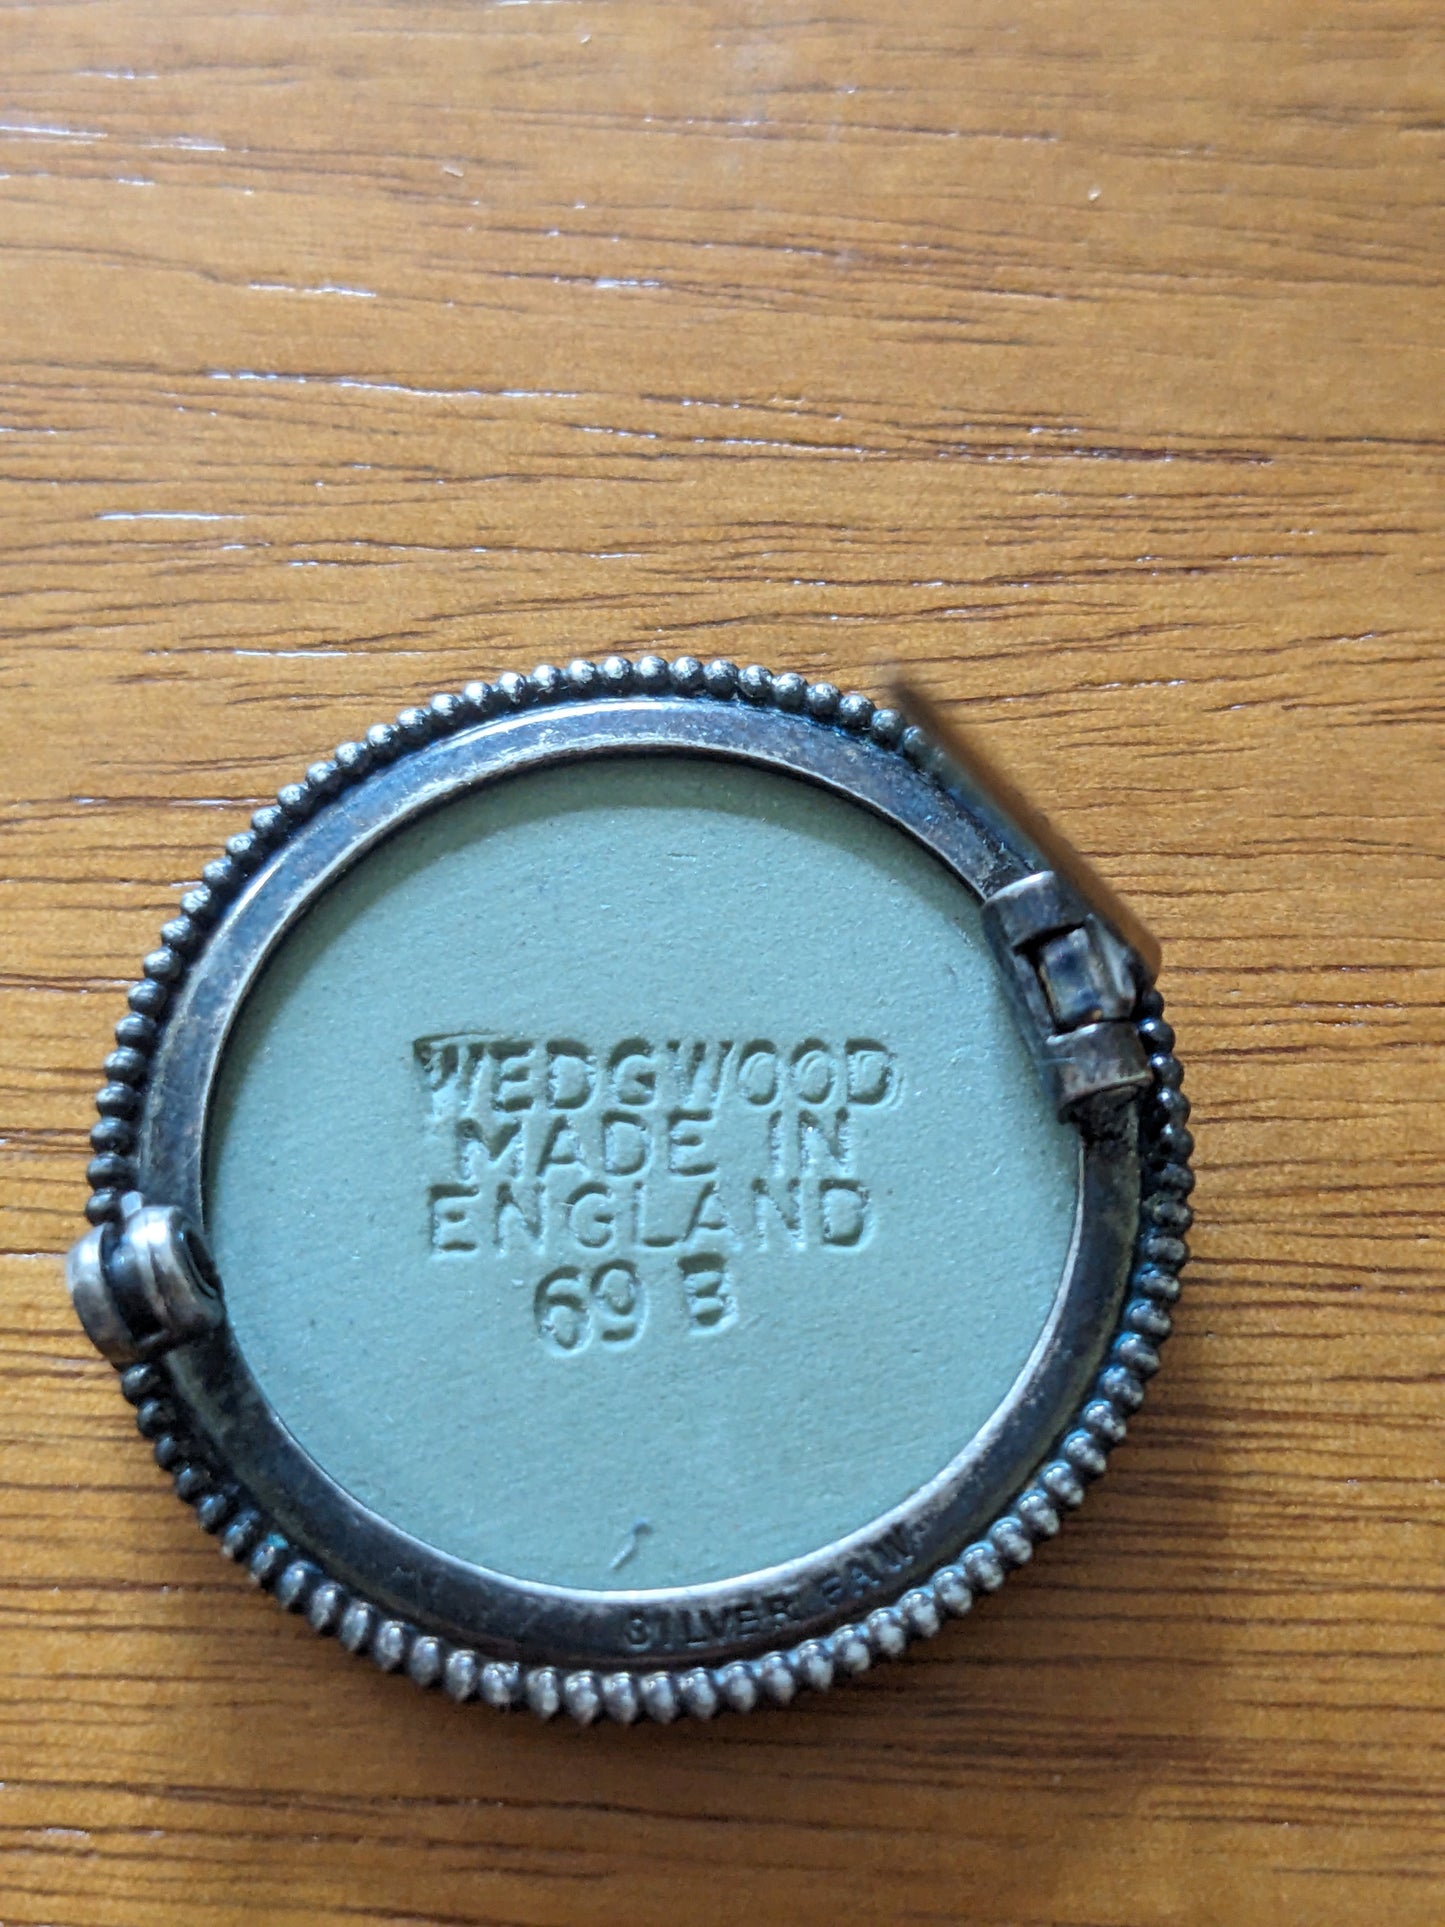 WEDGWOOD
MADE IN
ENGLAND
69 B
SILVER E.A.W.